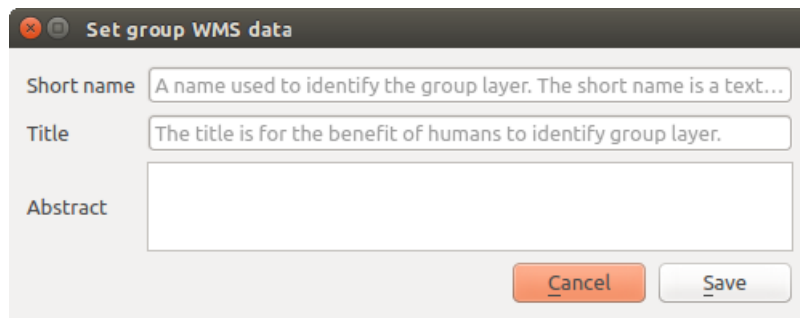 Set group WMS data
Short name A name used to identify the group layer. The short name is a text...
Title The title is for the benefit of humans to identify group layer.
Abstract
Cancel Save